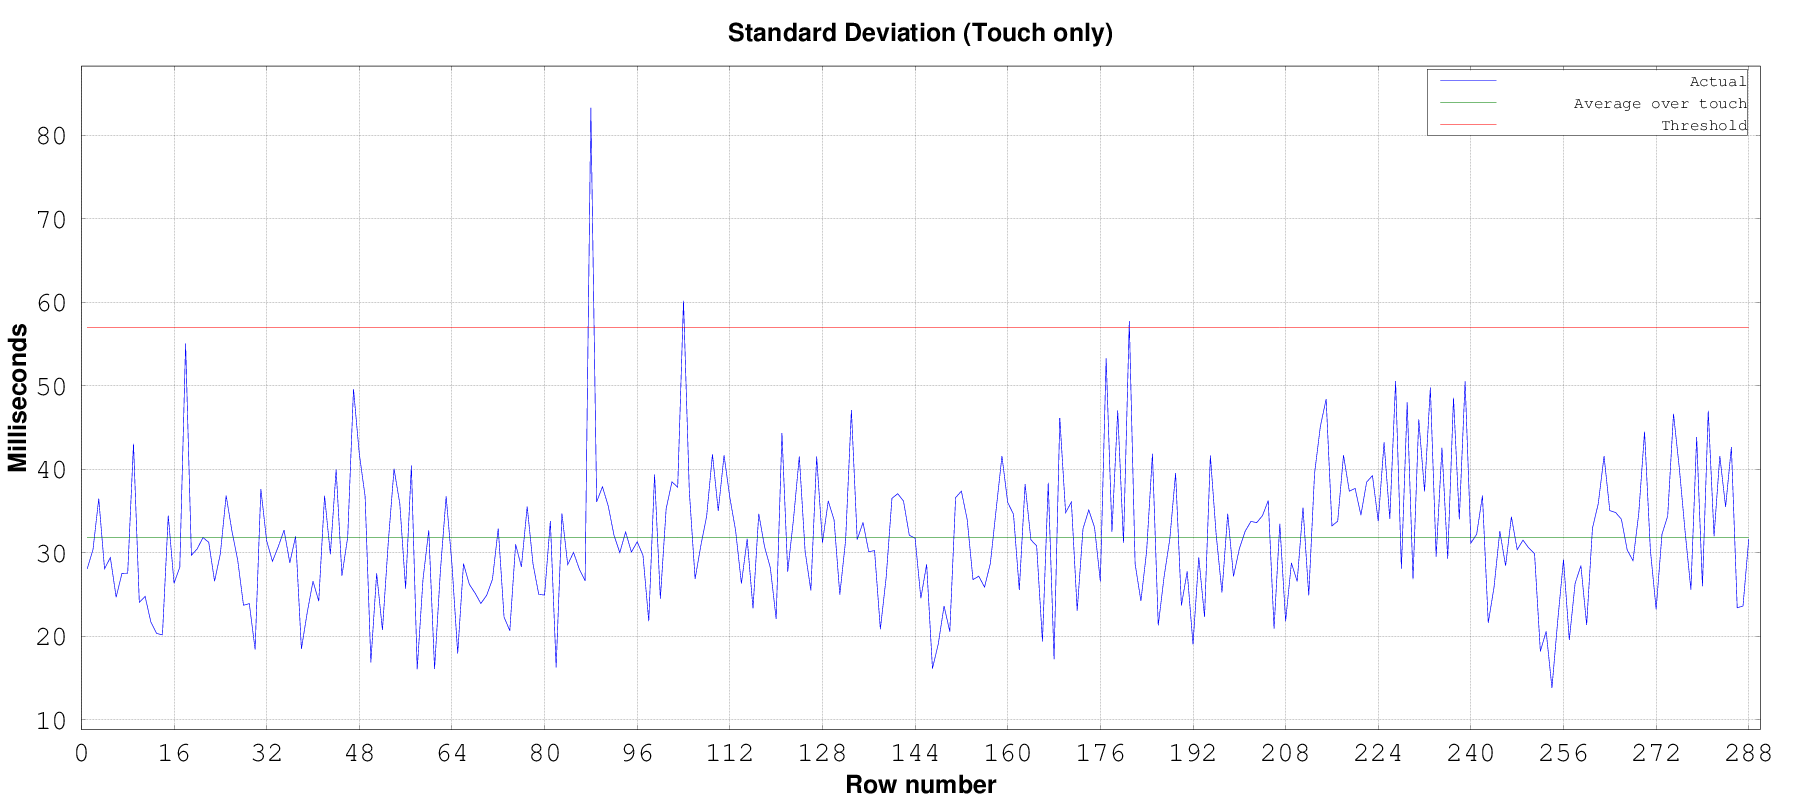 Standard Deviation (Touch only)
Actual
Average over touch
Threshold
80
70
60
50
40
30
20
10
Milliseconds
0 16 32 48 64 80 96 112 128 144 160 176 192 208 224 240 256 272 288
Row number